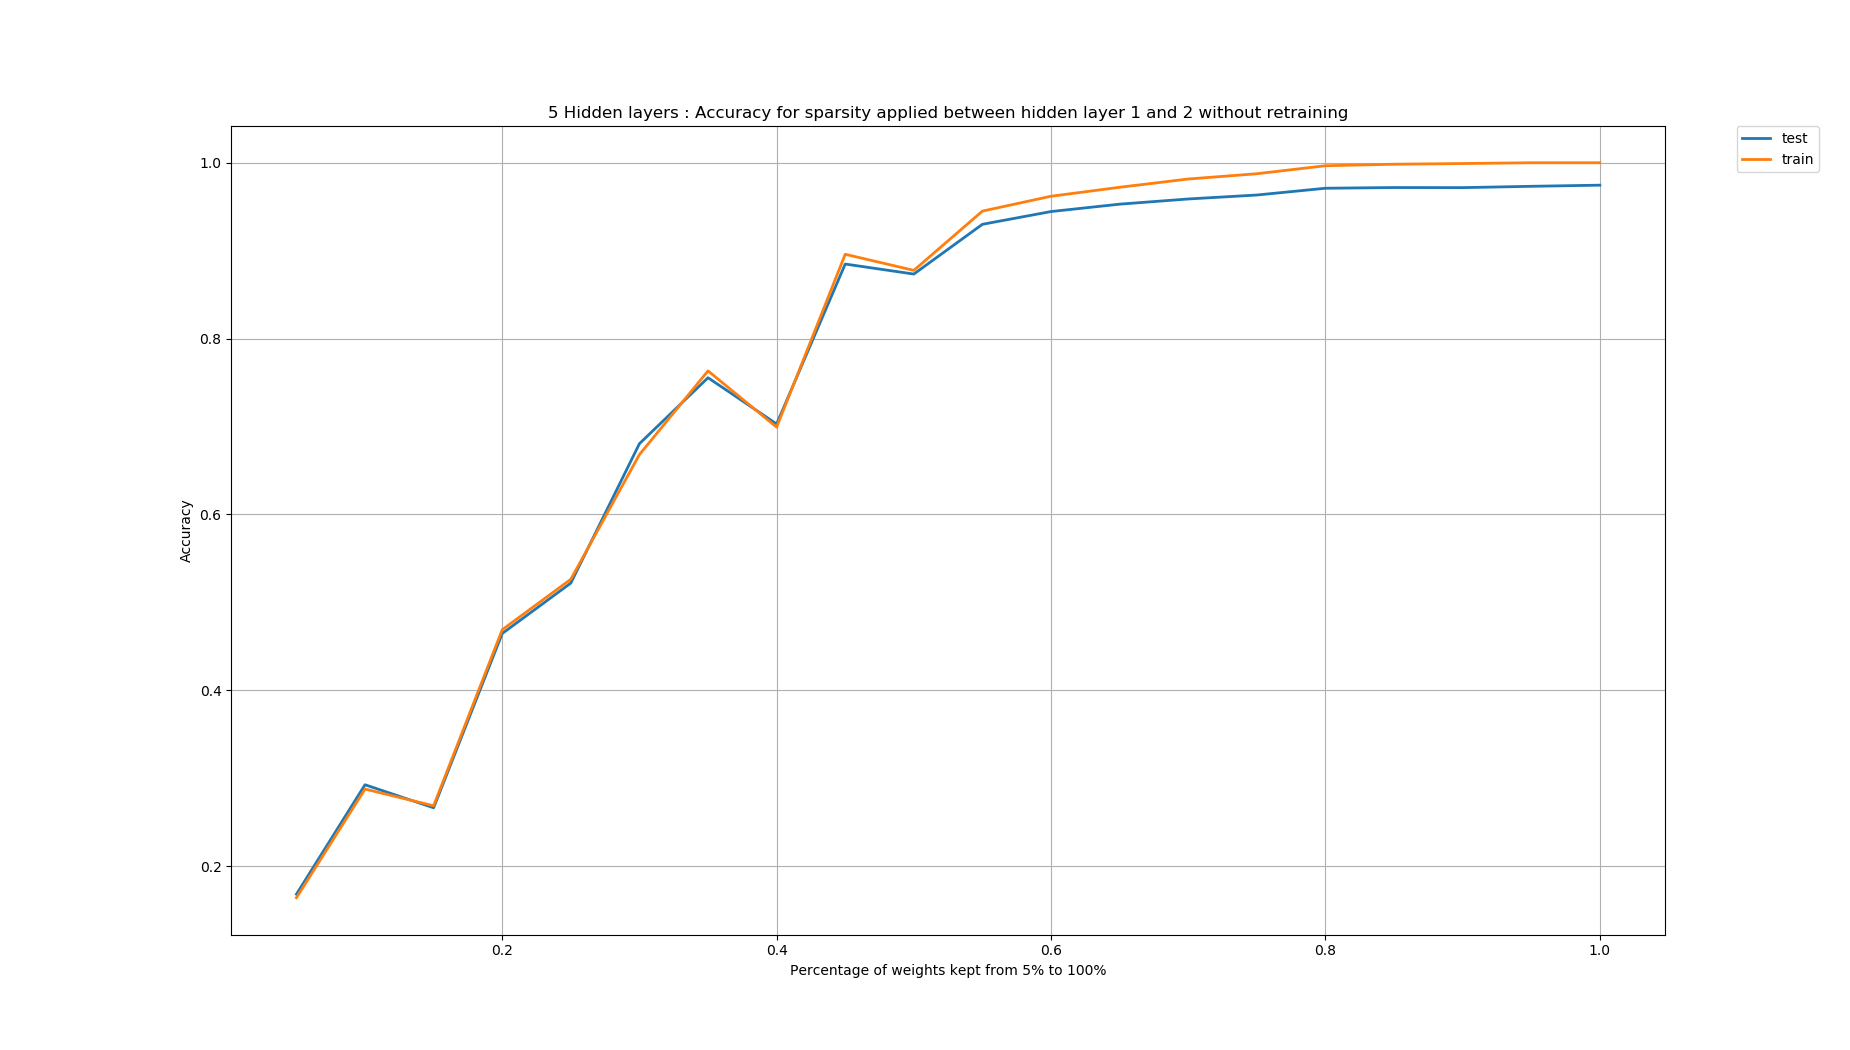 5 Hidden layers : Accuracy for sparsity applied between hidden layer 1 and 2 without retraining
test
train
1.0
0.8
0.6
0.4
0.2
Accuracy
0.2
0.4
0.6
0.8
1.0
Percentage of weights kept from 5% to 100%